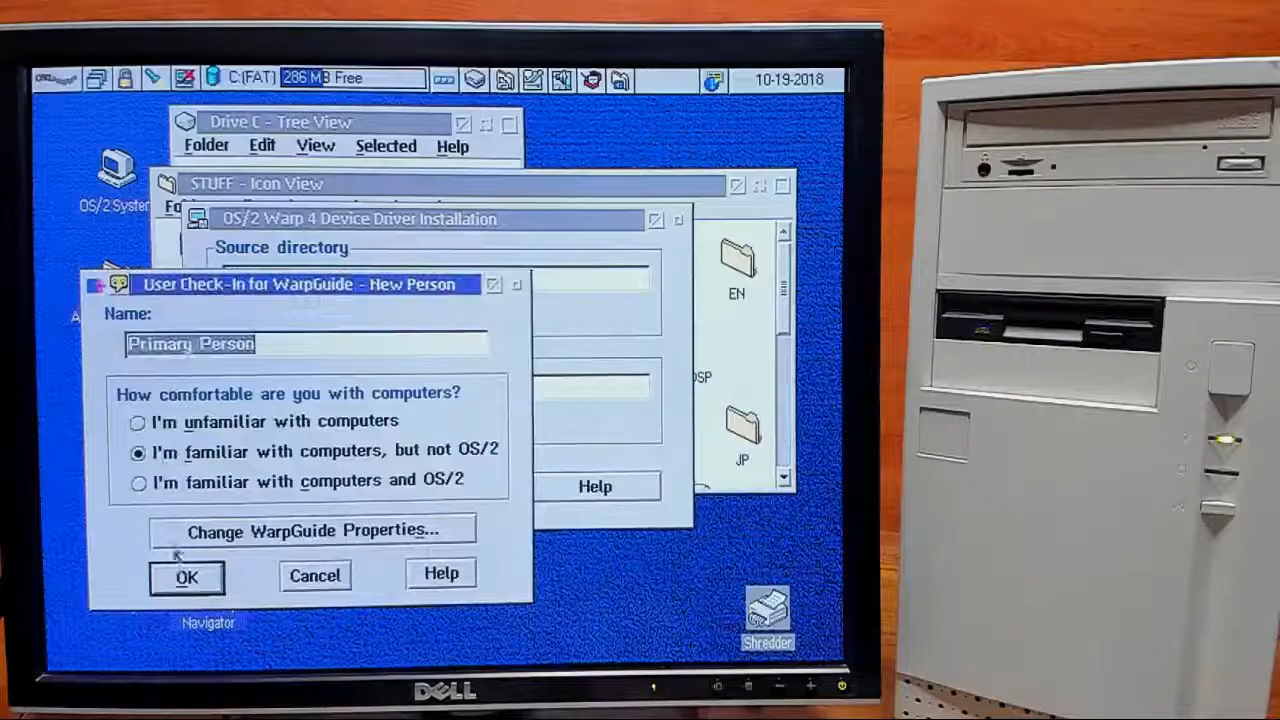 C:(FAT) 286 MB Free
10-19-2018
Drive C - Tree View
Folder Edit View Selected Help
STUFF - Icon View
Fo
OS/2 System
OS/2 Warp 4 Device Driver Installation
Source directory
EN
User Check-In for WarpGuide - New Person
A
Name:
Primary Person
OSP
How comfortable are you with computers?
I'm unfamiliar with computers
I'm familiar with computers, but not OS/2
JP
I'm familiar with computers and OS/2
Help
Change WarpGuide Properties...
OK Cancel Help
Navigator
Shredder
DELL